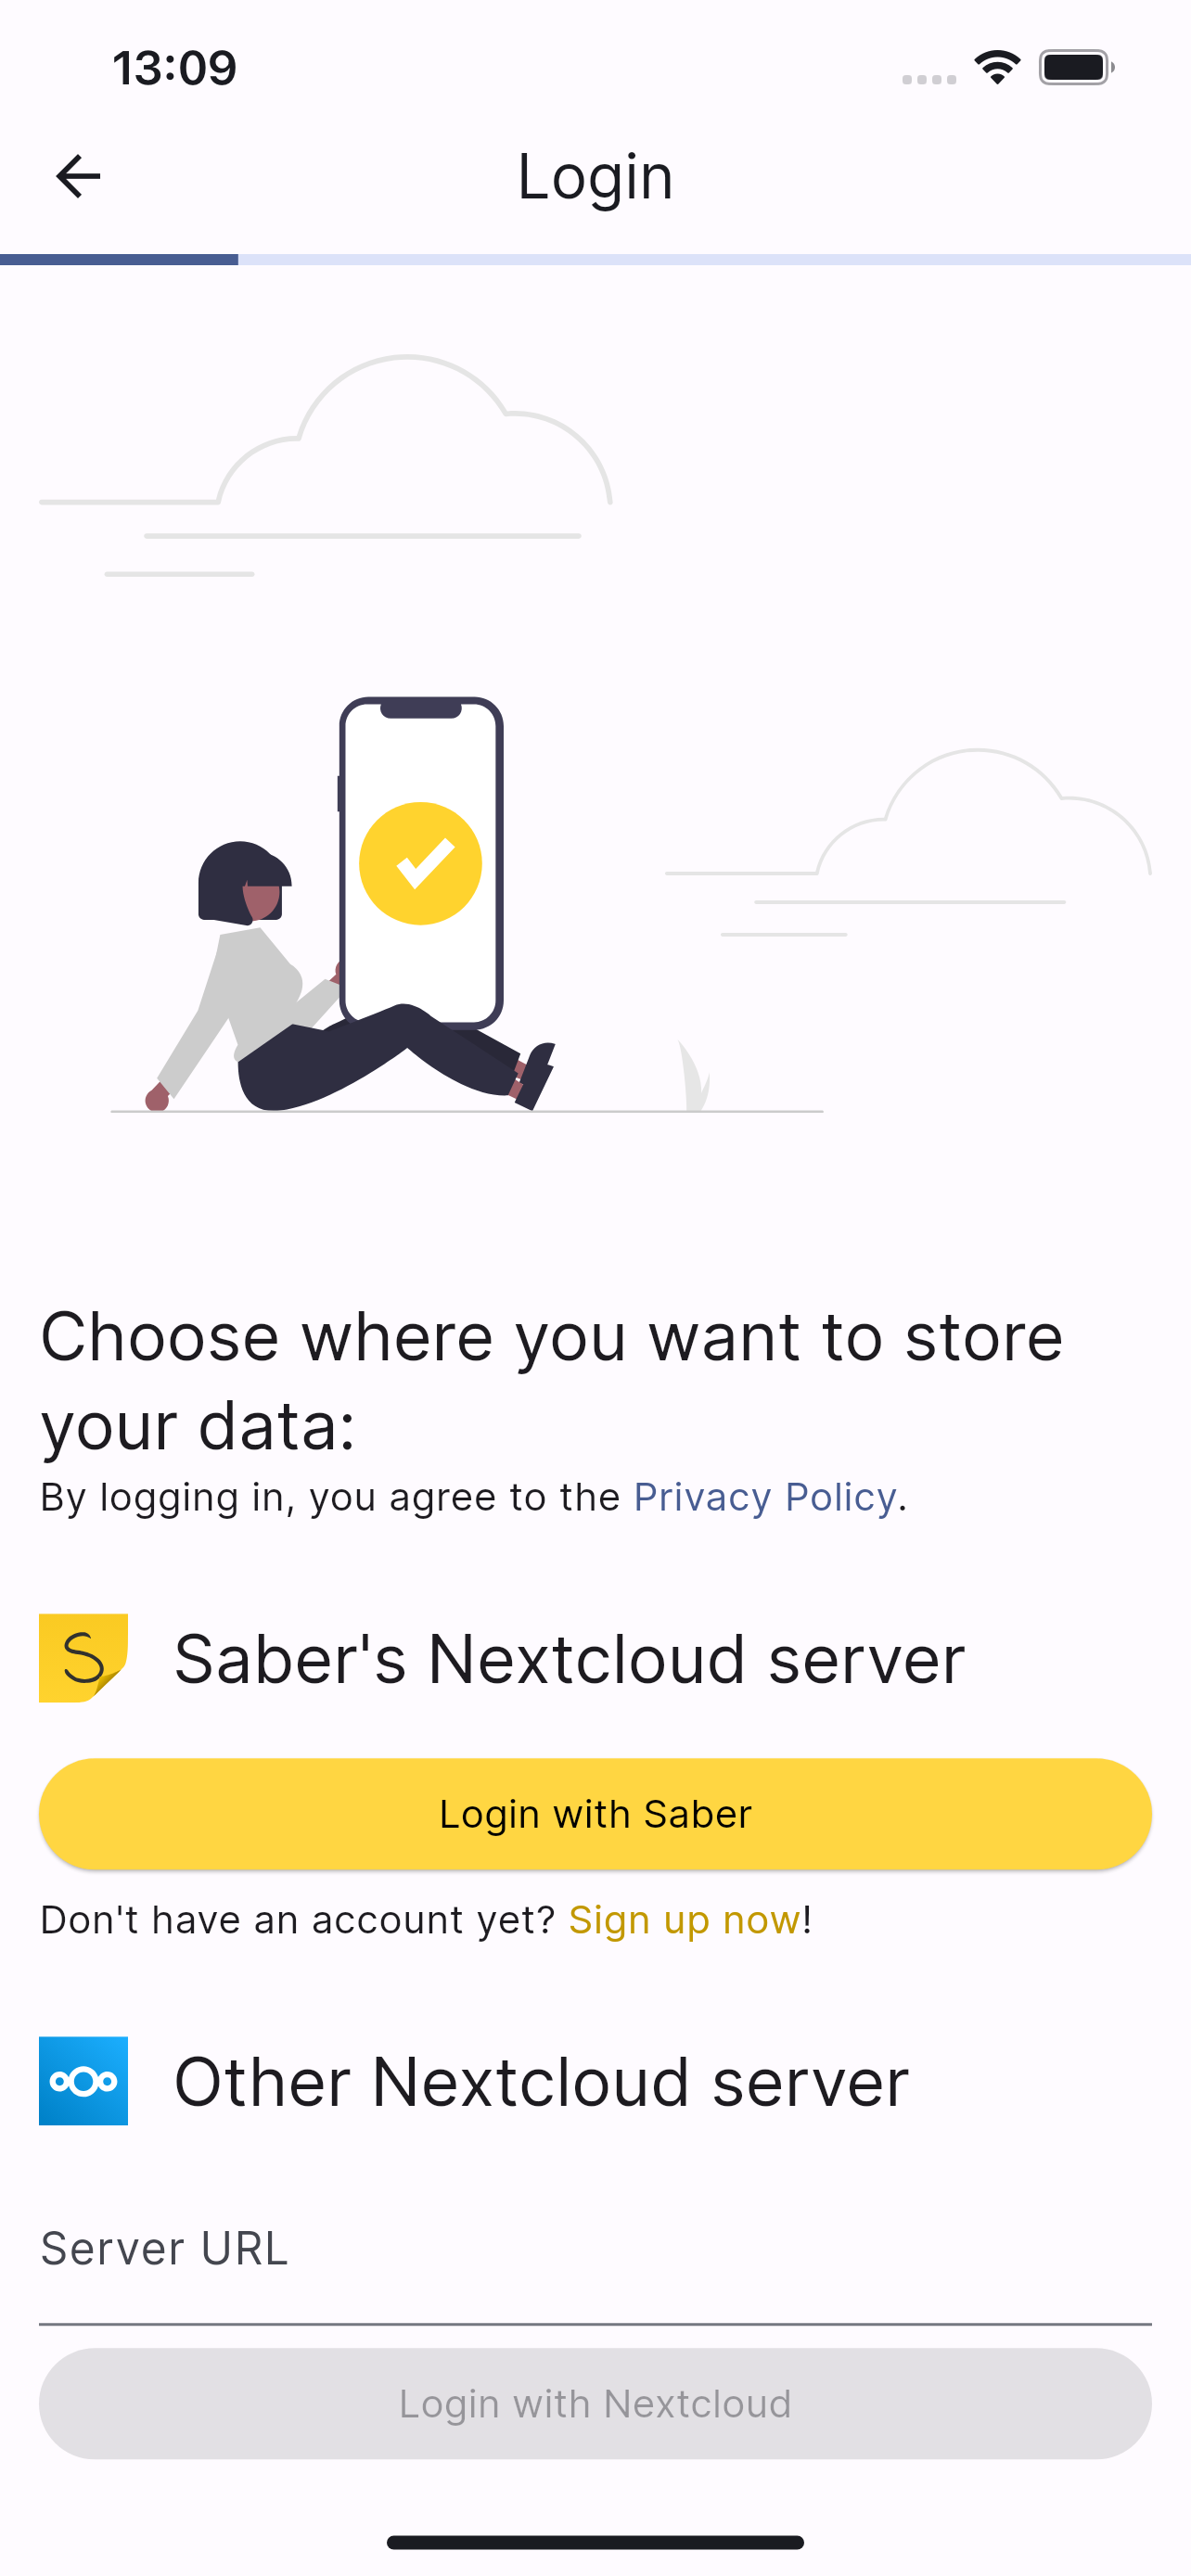 13:09
Login
Choose where you want to store
your data:
By logging in, you agree to the Privacy Policy.
S
Saber's Nextcloud server
Login with Saber
Don't have an account yet? Sign up now!
Other Nextcloud server
Server URL
Login with Nextcloud